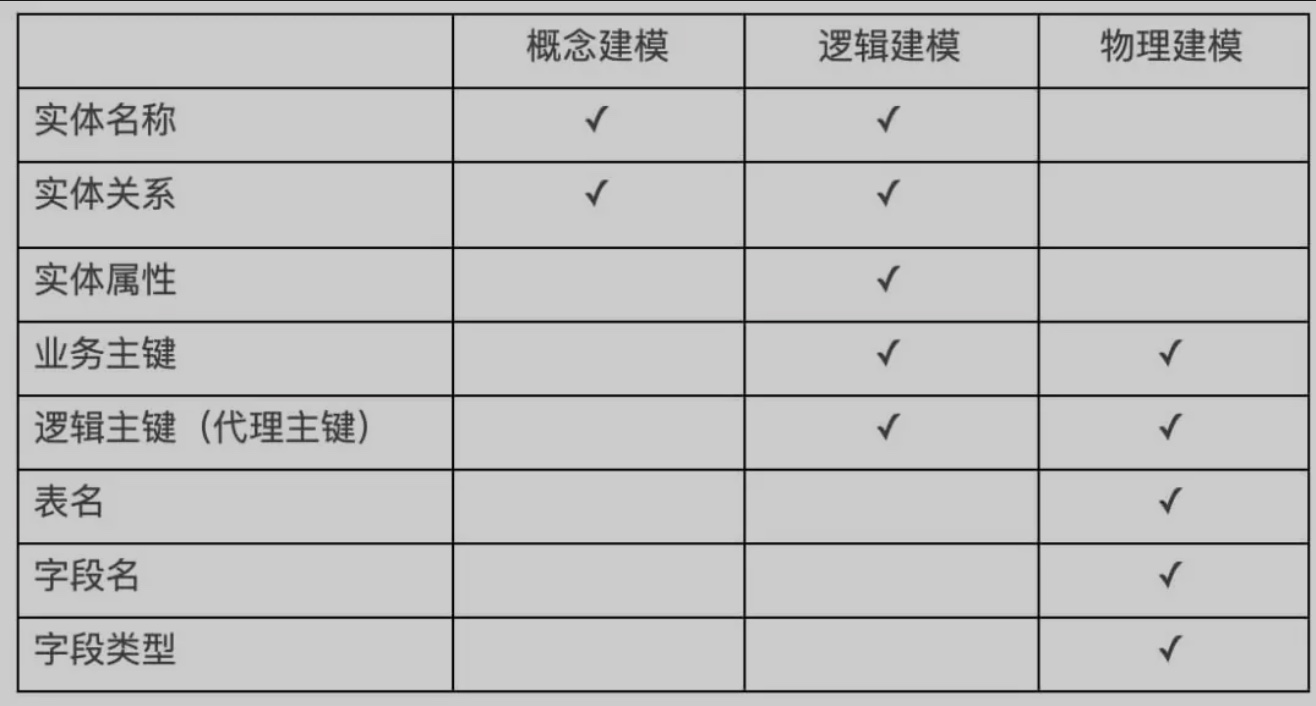 概念建模 逻辑建模 物理建模
实体名称 ✓ ✓
实体关系 ✓ ✓
实体属性 ✓
业务主键 ✓ ✓
逻辑主键（代理主键） ✓ ✓
表名 ✓
字段名 ✓
字段类型 ✓